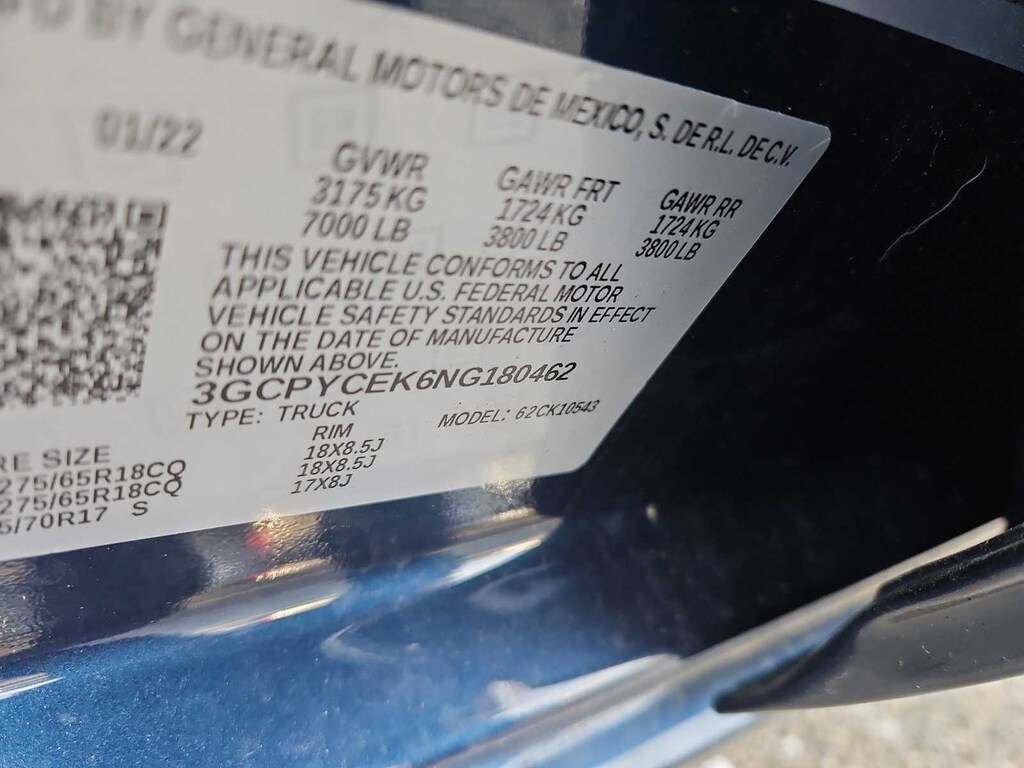 BY GENERAL MOTORS DE MEXICO, S. DE R.L. DE C.V.
01/22
GVWR GAWR FRT GAWR RR
3175 KG 1724 KG 1724 KG
7000 LB 3800 LB 3800 LB
THIS VEHICLE CONFORMS TO ALL
APPLICABLE U.S. FEDERAL MOTOR
VEHICLE SAFETY STANDARDS IN EFFECT
ON THE DATE OF MANUFACTURE
SHOWN ABOVE.
3GCPYCEK6NG180462
TYPE: TRUCK MODEL: 62CK10543
RE SIZE RIM
275/65R18CQ 18X8.5J
275/65R18CQ 18X8.5J
5/70R17 S 17X8J